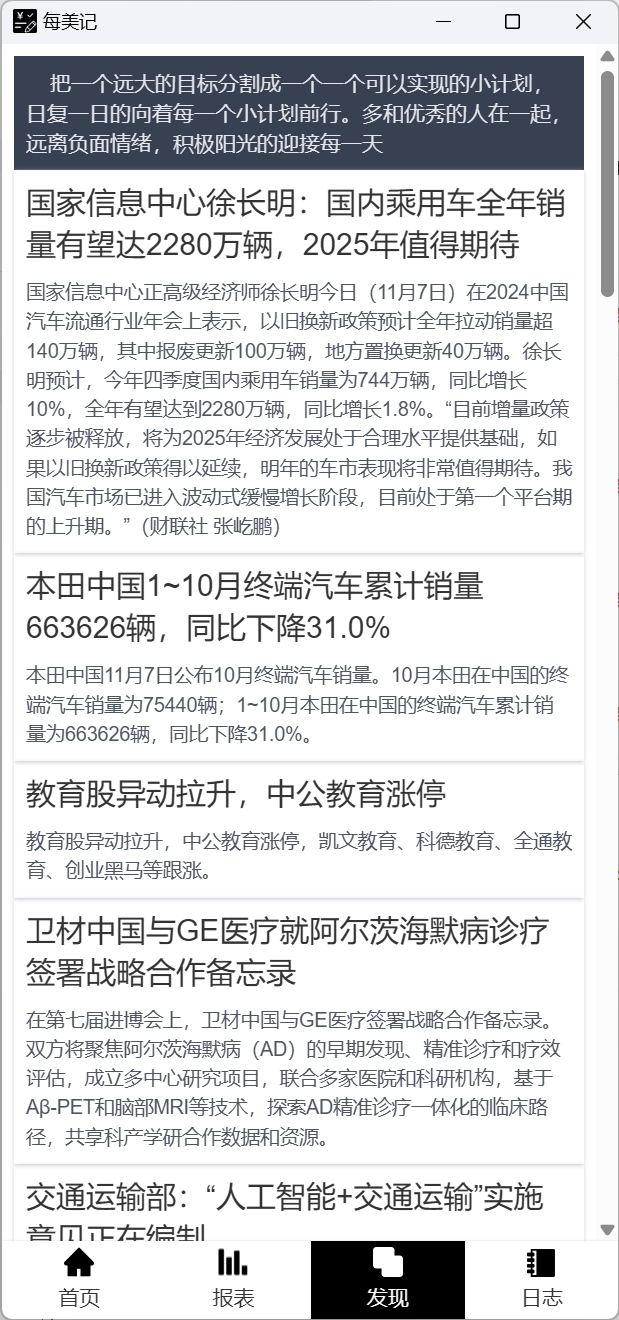 每美记
把一个远大的目标分割成一个一个可以实现的小计划，
日复一日的向着每一个小计划前行。多和优秀的人在一起，
远离负面情绪，积极阳光的迎接每一天
国家信息中心徐长明：国内乘用车全年销
量有望达2280万辆，2025年值得期待
国家信息中心正高级经济师徐长明今日（11月7日）在2024中国
汽车流通行业年会上表示，以旧换新政策预计全年拉动销量超
140万辆，其中报废更新100万辆，地方置换更新40万辆。徐长
明预计，今年四季度国内乘用车销量为744万辆，同比增长
10%，全年有望达到2280万辆，同比增长1.8%。“目前增量政策
逐步被释放，将为2025年经济发展处于合理水平提供基础，如
果以旧换新政策得以延续，明年的车市表现将非常值得期待。我
国汽车市场已进入波动式缓慢增长阶段，目前处于第一个平台期
的上升期。”（财联社 张屹鹏）
本田中国1~10月终端汽车累计销量
663626辆，同比下降31.0%
本田中国11月7日公布10月终端汽车销量。10月本田在中国的终
端汽车销量为75440辆；1~10月本田在中国的终端汽车累计销
量为663626辆，同比下降31.0%。
教育股异动拉升，中公教育涨停
教育股异动拉升，中公教育涨停，凯文教育、科德教育、全通教
育、创业黑马等跟涨。
卫材中国与GE医疗就阿尔茨海默病诊疗
签署战略合作备忘录
在第七届进博会上，卫材中国与GE医疗签署战略合作备忘录。
双方将聚焦阿尔茨海默病（AD）的早期发现、精准诊疗和疗效
评估，成立多中心研究项目，联合多家医院和科研机构，基于
Aβ-PET和脑部MRI等技术，探索AD精准诊疗一体化的临床路
径，共享科产学研合作数据和资源。
交通运输部：“人工智能+交通运输”实施
意见正在编制
首页
报表
发现
日志